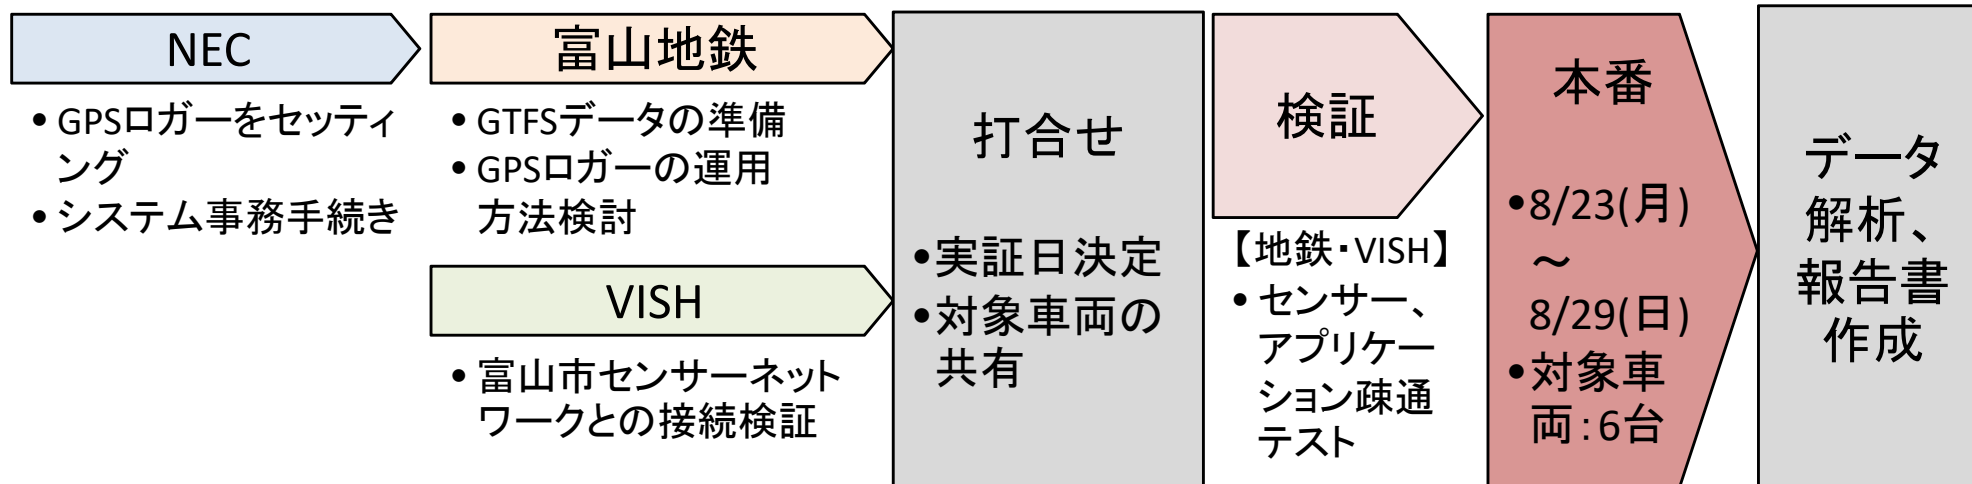 NEC
• GPSロガーをセッティ
ング
• システム事務手続き
富山地鉄
• GTFSデータの準備
• GPSロガーの運用
方法検討
VISH
• 富山市センサーネット
ワークとの接続検証
打合せ
•実証日決定
•対象車両の
共有
検証
【地鉄・VISH】
• センサー、
アプリケー
ション疎通
テスト
本番
•8/23(月)
～
8/29(日)
•対象車
両：6台
データ
解析、
報告書
作成